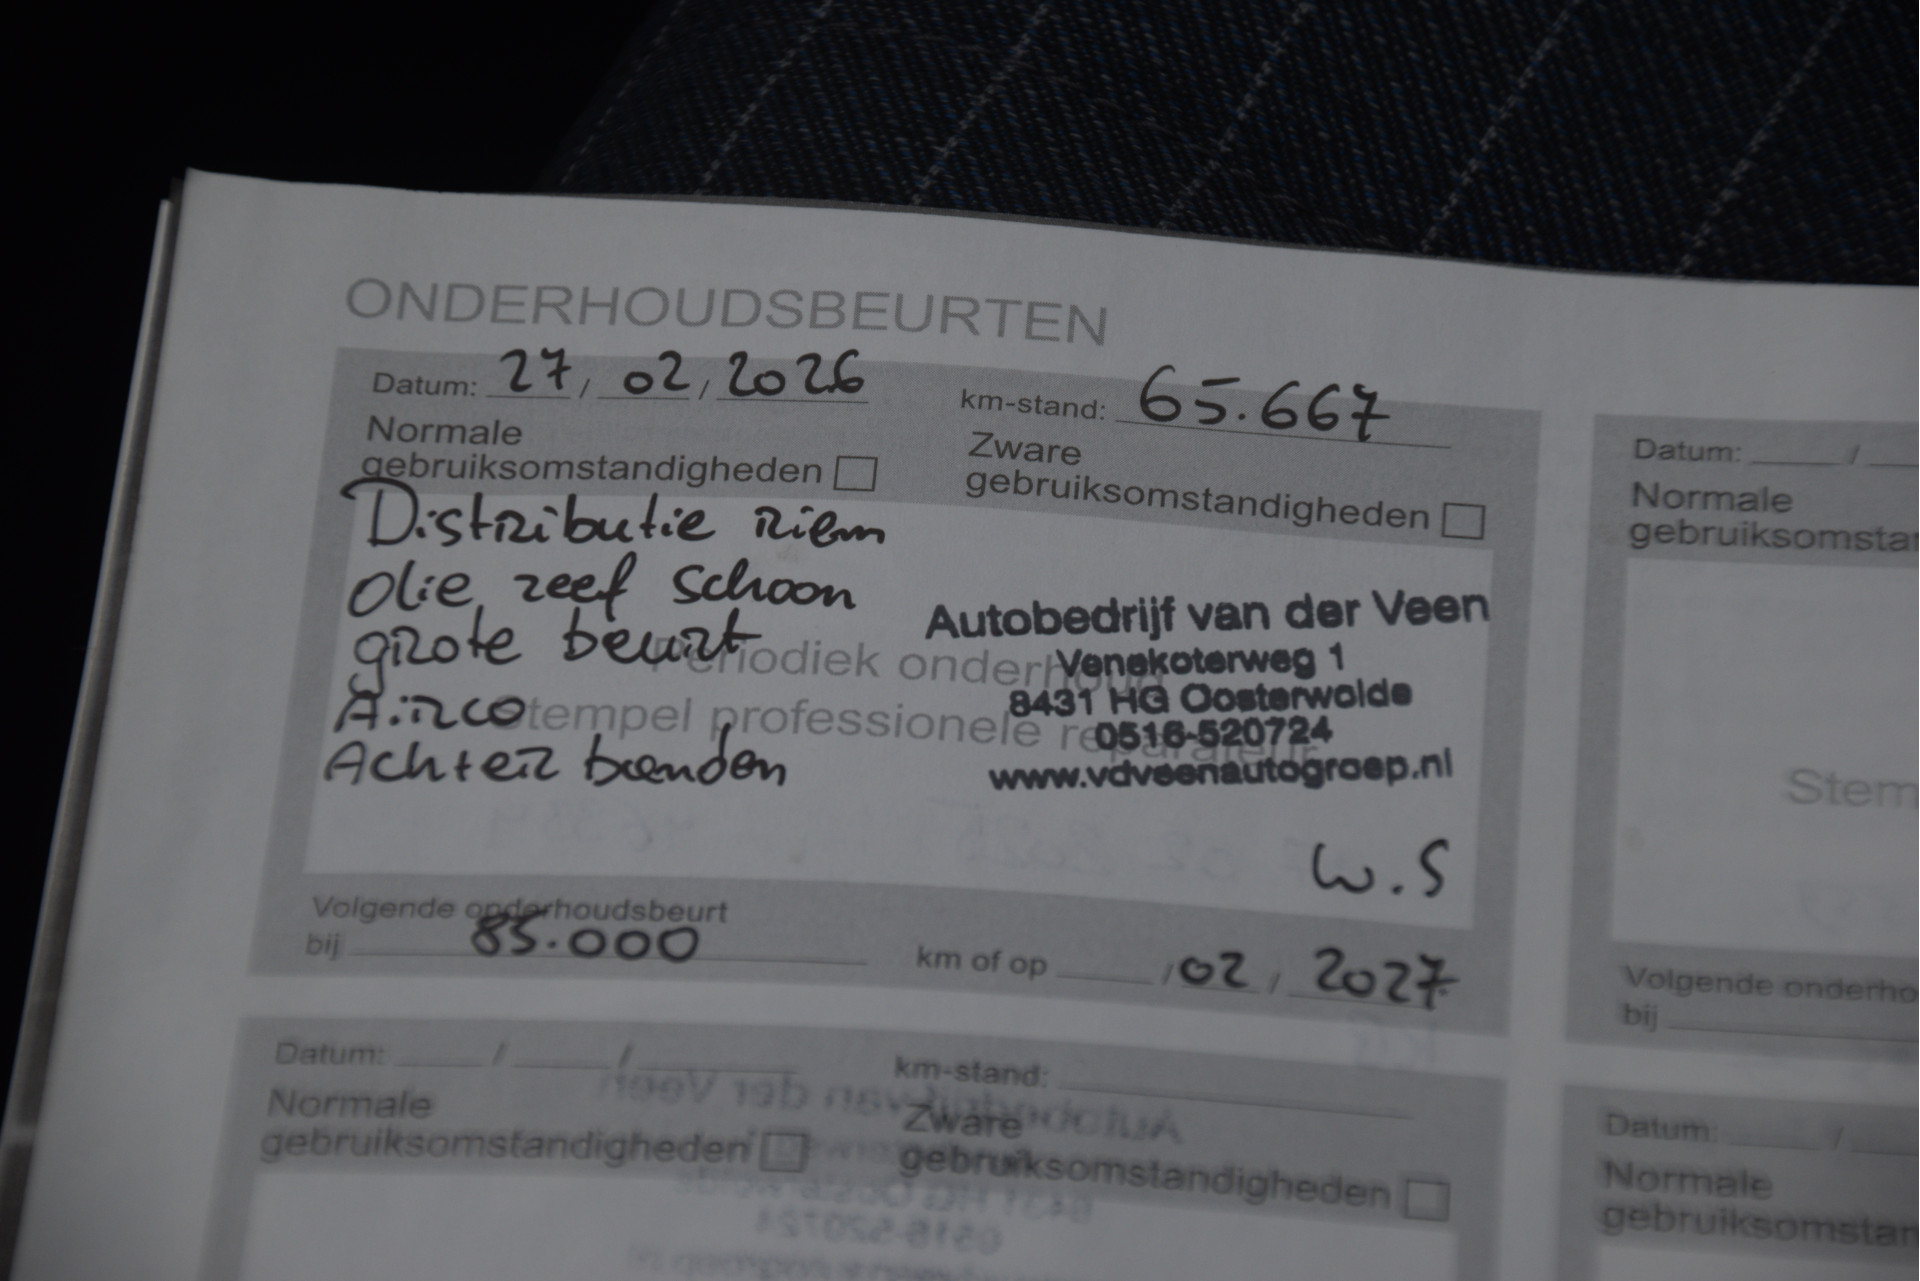 ONDERHOUDSBEURTEN
Datum: 27 / 02 / 2026 km-stand: 65.667
Normale gebruiksomstandigheden
Zware gebruiksomstandigheden
Distributie riem
olie zeef schoon
grote beurt
Airco
Achter banden
Periodiek onderhoud
Stempel professionele reparateur
Autobedrijf van der Veen
Venekoterweg 1
8431 HG Oosterwolde
0516-520724
www.vdveenautogroep.nl
W.S
Volgende onderhoudsbeurt
bij 85.000 km of op / 02 / 2027
Datum: /
Normale
Stem
Volgende
bij
Datum: / / km-stand:
Normale gebruiksomstandigheden
Zware gebruiksomstandigheden
Datum: /
Normale